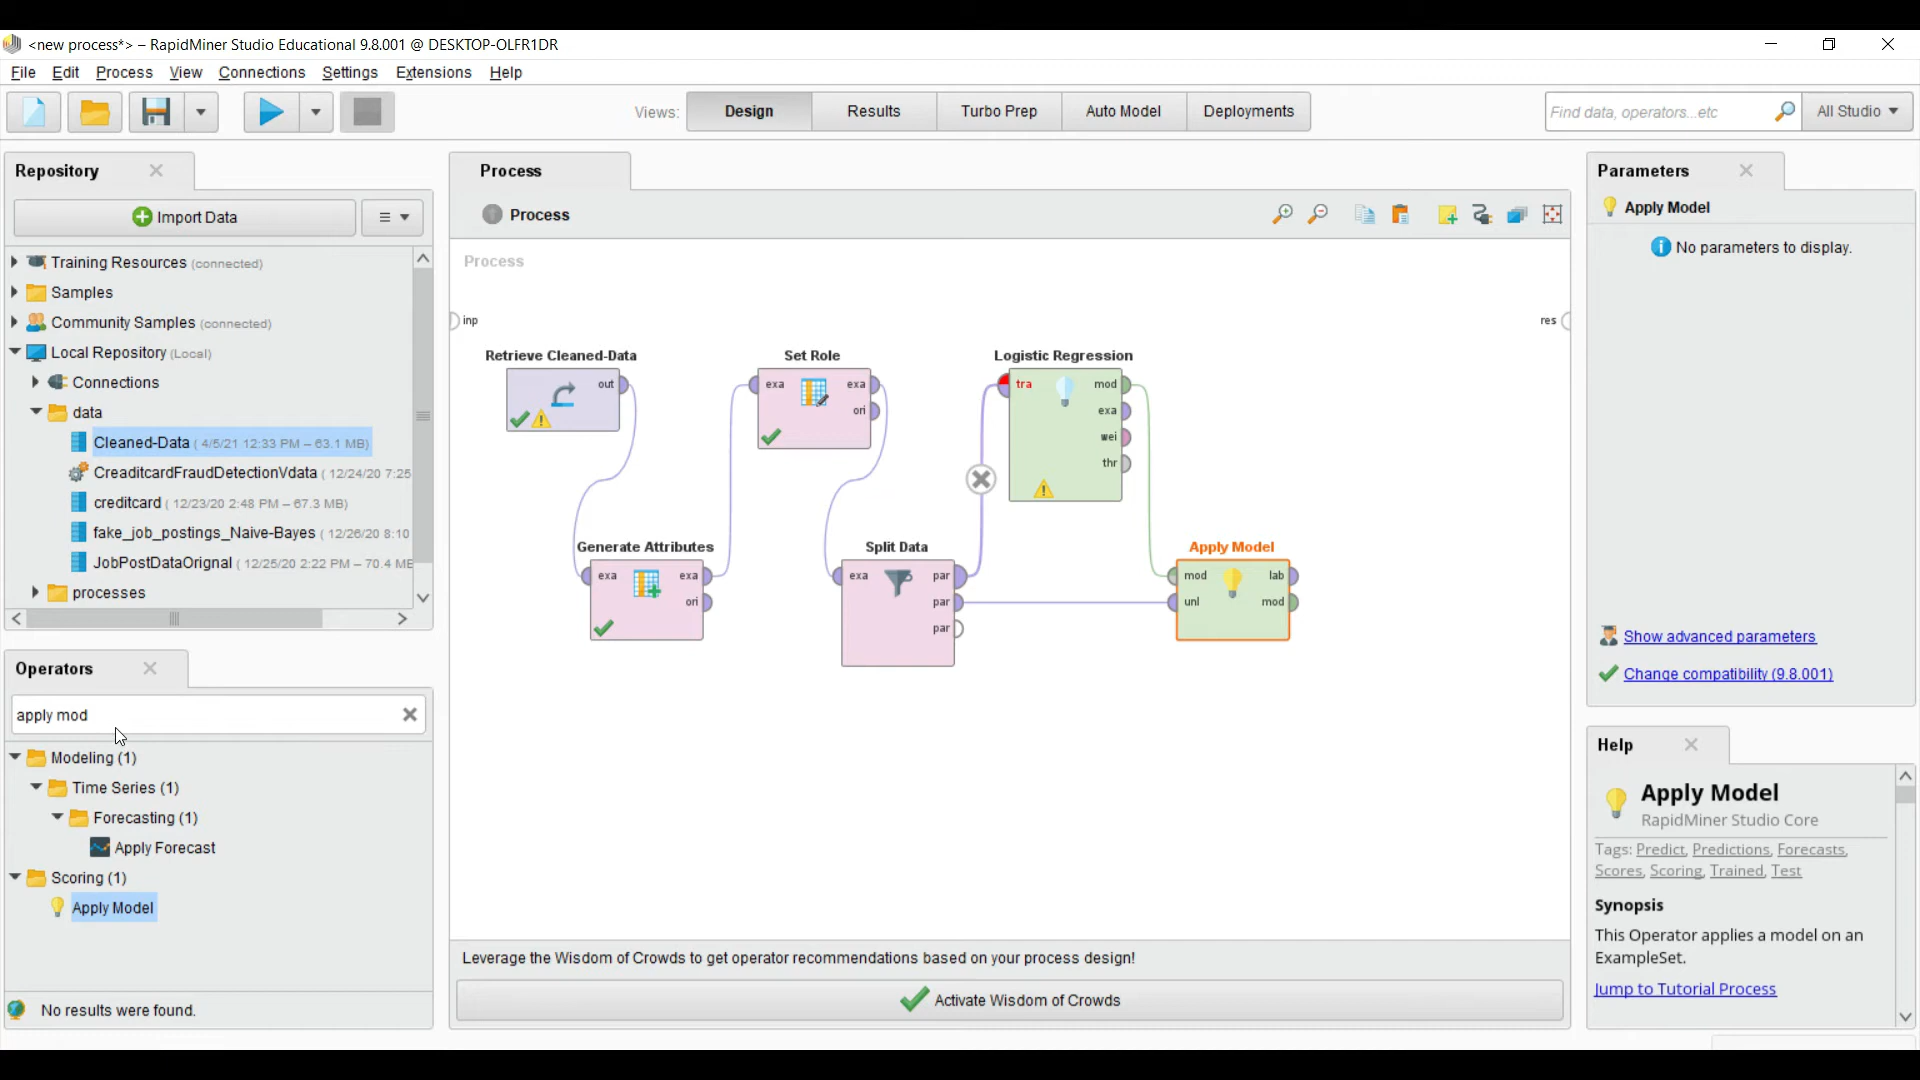 <new process*> – RapidMiner Studio Educational 9.8.001 @ DESKTOP-OLFR1DR
File Edit Process View Connections Settings Extensions Help
Views: Design Results Turbo Prep Auto Model Deployments
Find data, operators...etc
All Studio
Repository
Import Data
Training Resources (connected)
Samples
Community Samples (connected)
Local Repository (Local)
Connections
data
Cleaned-Data ( 4/5/21 12:33 PM – 63.1 MB)
CreaditcardFraudDetectionVdata ( 12/24/20 7:25
creditcard ( 12/23/20 2:48 PM – 67.3 MB)
fake_job_postings_Naive-Bayes ( 12/26/20 8:10
JobPostDataOrignal ( 12/25/20 2:22 PM – 70.4 ME
processes
Operators
apply mod
Modeling (1)
Time Series (1)
Forecasting (1)
Apply Forecast
Scoring (1)
Apply Model
No results were found.
Process
Process
Process
inp
res
Retrieve Cleaned-Data
out
Set Role
exa exa
ori
Logistic Regression
tra mod
exa
wei
thr
Generate Attributes
exa exa
ori
Split Data
exa par
par
par
Apply Model
mod lab
unl mod
Leverage the Wisdom of Crowds to get operator recommendations based on your process design!
Activate Wisdom of Crowds
Parameters
Apply Model
No parameters to display.
Show advanced parameters
Change compatibility (9.8.001)
Help
Apply Model
RapidMiner Studio Core
Tags: Predict, Predictions, Forecasts,
Scores, Scoring, Trained, Test
Synopsis
This Operator applies a model on an
ExampleSet.
Jump to Tutorial Process